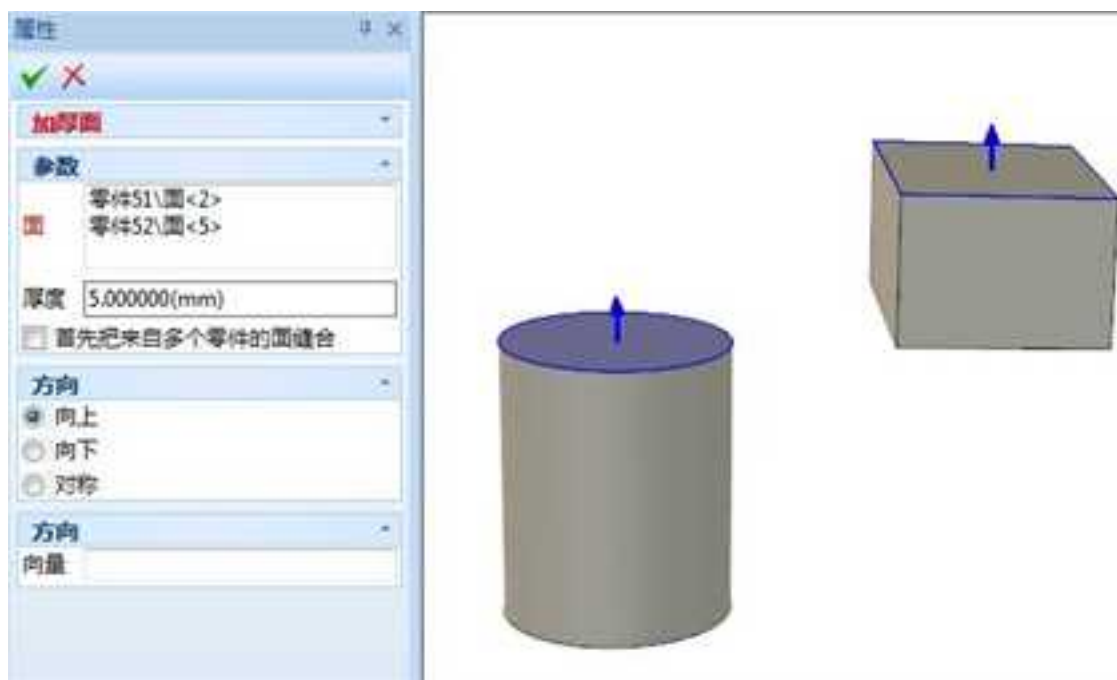 属性
加厚面
参数
零件51\面<2>
面
零件52\面<5>
厚度 5.000000(mm)
首先把来自多个零件的面缝合
方向
向上
向下
对称
方向
向量